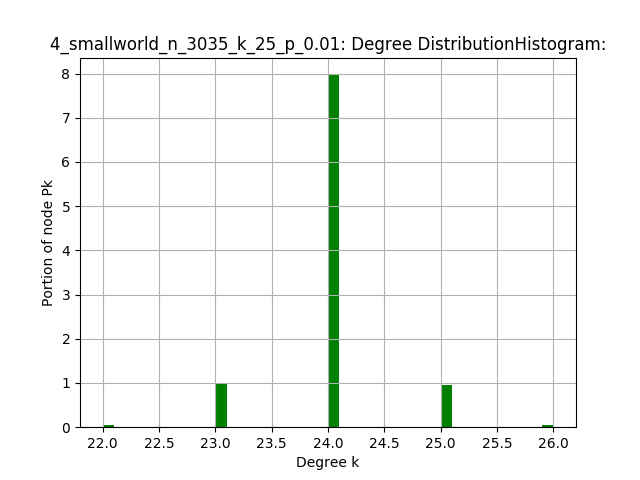 4_smallworld_n_3035_k_25_p_0.01: Degree DistributionHistogram:
8
7
6
5
4
3
2
1
0
Portion of node Pk
22.0 22.5 23.0 23.5 24.0 24.5 25.0 25.5 26.0
Degree k